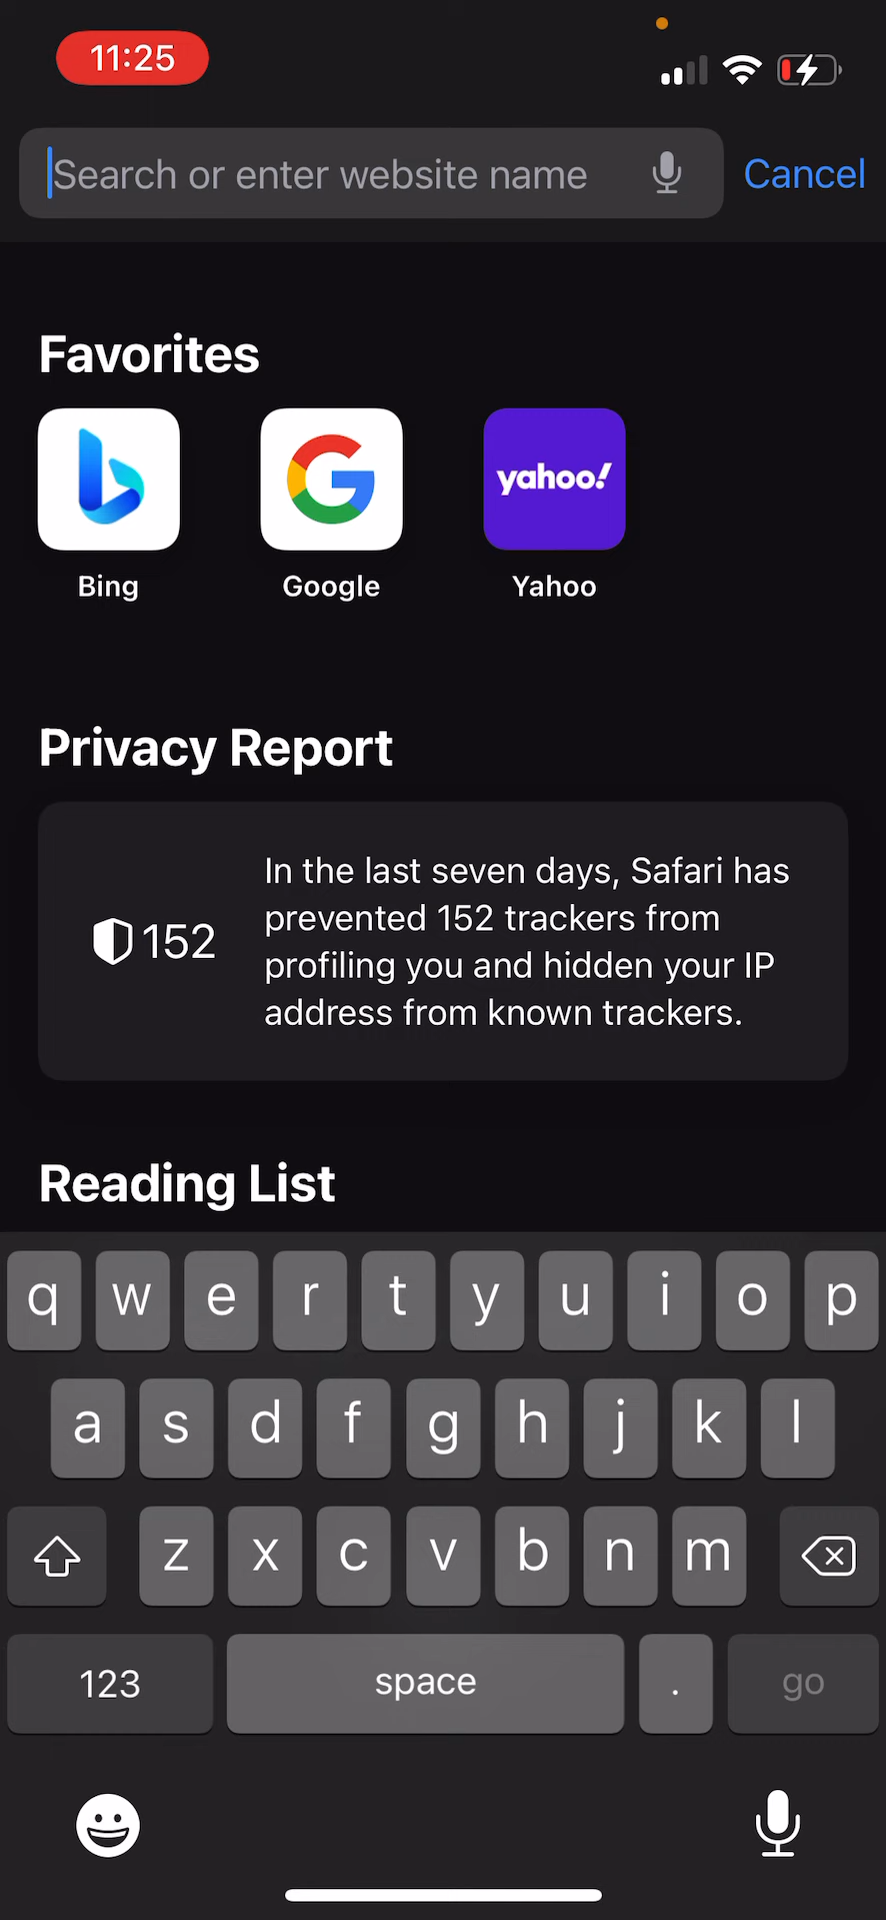 11:25
Search or enter website name
Cancel
Favorites
yahoo!
Bing
Google
Yahoo
Privacy Report
152
In the last seven days, Safari has
prevented 152 trackers from
profiling you and hidden your IP
address from known trackers.
Reading List
q w e r t y u i o p
a s d f g h j k l
z x c v b n m
123 space . go